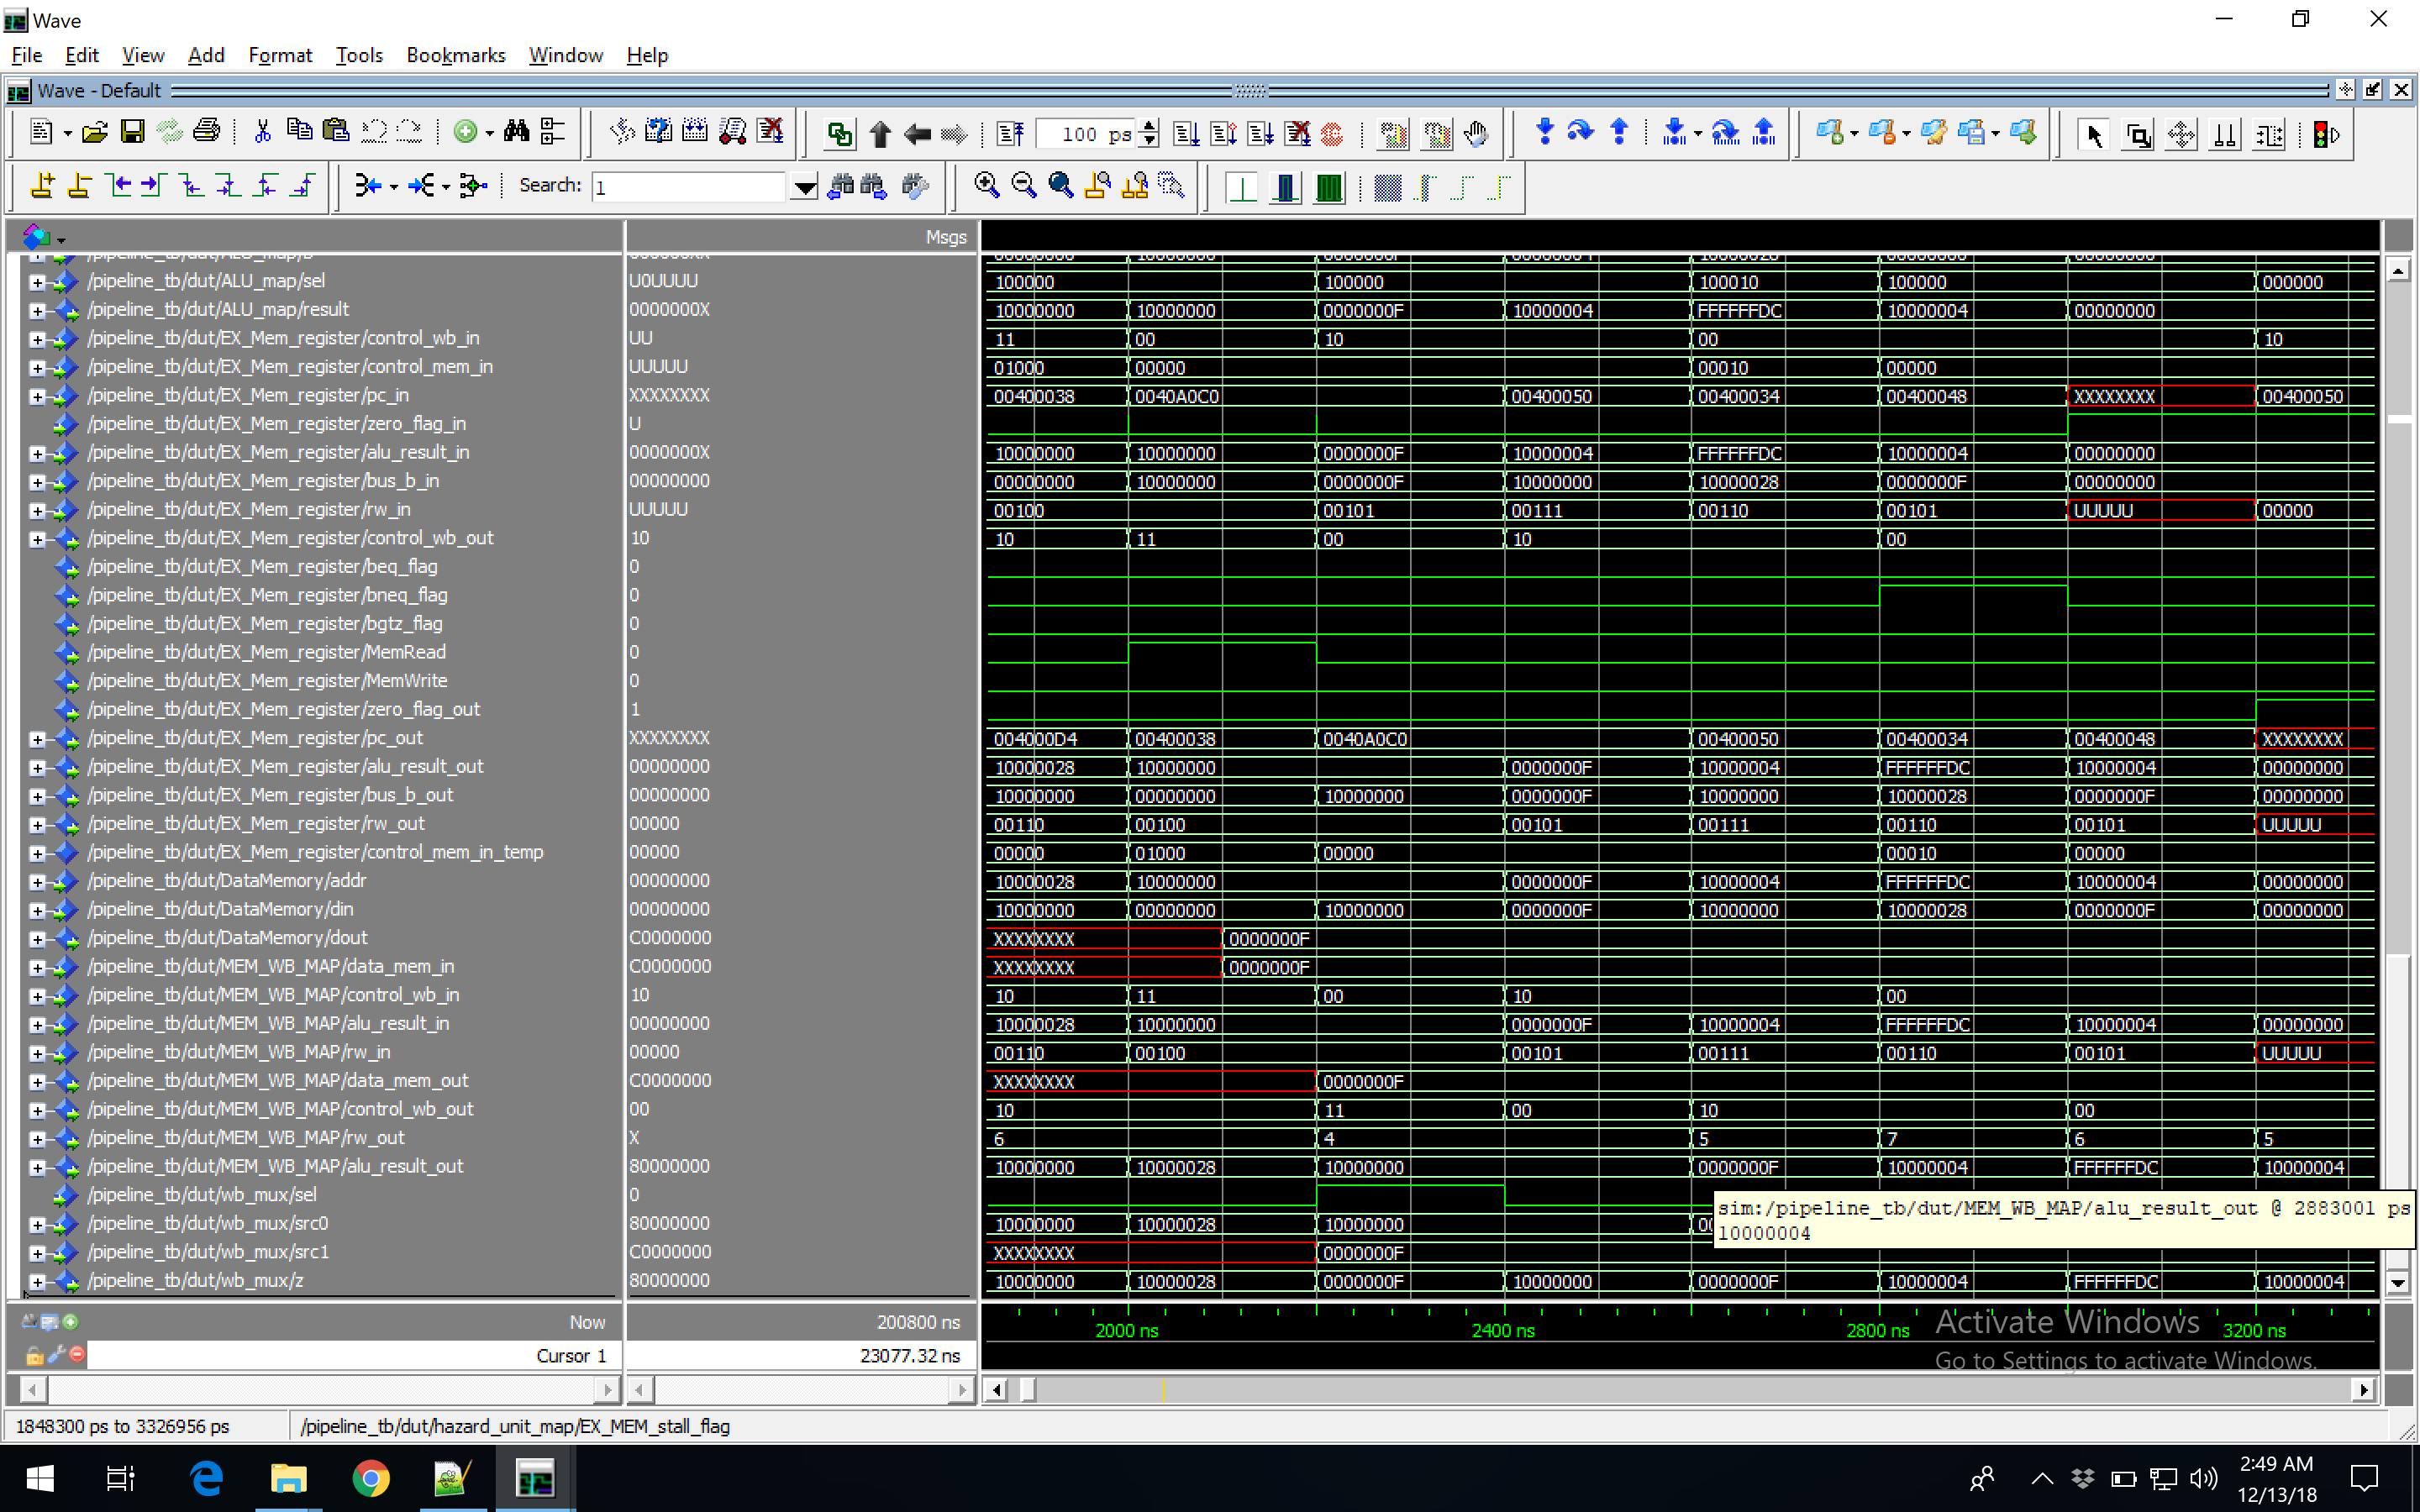 Wave
File Edit View Add Format Tools Bookmarks Window Help
Wave - Default
100 ps
Search: 1
Msgs
/pipeline_tb/dut/ALU_map/sel U0UUUU 100000 100000 100010 100000 000000
/pipeline_tb/dut/ALU_map/result 0000000X 10000000 10000000 0000000F 10000004 FFFFFFDC 10000004 00000000
/pipeline_tb/dut/EX_Mem_register/control_wb_in UU 11 00 10 00 10
/pipeline_tb/dut/EX_Mem_register/control_mem_in UUUUU 01000 00000 00010 00000
/pipeline_tb/dut/EX_Mem_register/pc_in XXXXXXXX 00400038 0040A0C0 00400050 00400034 00400048 XXXXXXXX 00400050
/pipeline_tb/dut/EX_Mem_register/zero_flag_in U
/pipeline_tb/dut/EX_Mem_register/alu_result_in 0000000X 10000000 10000000 0000000F 10000004 FFFFFFDC 10000004 00000000
/pipeline_tb/dut/EX_Mem_register/bus_b_in 00000000 00000000 10000000 0000000F 10000000 10000028 0000000F 00000000
/pipeline_tb/dut/EX_Mem_register/rw_in UUUUU 00100 00101 00111 00110 00101 UUUUU 00000
/pipeline_tb/dut/EX_Mem_register/control_wb_out 10 10 11 00 10 00
/pipeline_tb/dut/EX_Mem_register/beq_flag 0
/pipeline_tb/dut/EX_Mem_register/bneq_flag 0
/pipeline_tb/dut/EX_Mem_register/bgtz_flag 0
/pipeline_tb/dut/EX_Mem_register/MemRead 0
/pipeline_tb/dut/EX_Mem_register/MemWrite 0
/pipeline_tb/dut/EX_Mem_register/zero_flag_out 1
/pipeline_tb/dut/EX_Mem_register/pc_out XXXXXXXX 004000D4 00400038 0040A0C0 00400050 00400034 00400048 XXXXXXXX
/pipeline_tb/dut/EX_Mem_register/alu_result_out 00000000 10000028 10000000 0000000F 10000004 FFFFFFDC 10000004 00000000
/pipeline_tb/dut/EX_Mem_register/bus_b_out 00000000 10000000 00000000 10000000 0000000F 10000000 10000028 0000000F 00000000
/pipeline_tb/dut/EX_Mem_register/rw_out 00000 00110 00100 00101 00111 00110 00101 UUUUU
/pipeline_tb/dut/EX_Mem_register/control_mem_in_temp 00000 00000 01000 00000 00010 00000
/pipeline_tb/dut/DataMemory/addr 00000000 10000028 10000000 0000000F 10000004 FFFFFFDC 10000004 00000000
/pipeline_tb/dut/DataMemory/din 00000000 10000000 00000000 10000000 0000000F 10000000 10000028 0000000F 00000000
/pipeline_tb/dut/DataMemory/dout C0000000 XXXXXXXX 0000000F
/pipeline_tb/dut/MEM_WB_MAP/data_mem_in C0000000 XXXXXXXX 0000000F
/pipeline_tb/dut/MEM_WB_MAP/control_wb_in 10 10 11 00 10 00
/pipeline_tb/dut/MEM_WB_MAP/alu_result_in 00000000 10000028 10000000 0000000F 10000004 FFFFFFDC 10000004 00000000
/pipeline_tb/dut/MEM_WB_MAP/rw_in 00000 00110 00100 00101 00111 00110 00101 UUUUU
/pipeline_tb/dut/MEM_WB_MAP/data_mem_out C0000000 XXXXXXXX 0000000F
/pipeline_tb/dut/MEM_WB_MAP/control_wb_out 00 10 11 00 10 00
/pipeline_tb/dut/MEM_WB_MAP/rw_out X 6 4 5 7 6 5
/pipeline_tb/dut/MEM_WB_MAP/alu_result_out 80000000 10000000 10000028 10000000 0000000F 10000004 FFFFFFDC 10000004
/pipeline_tb/dut/wb_mux/sel 0
sim:/pipeline_tb/dut/MEM_WB_MAP/alu_result_out @ 2883001 ps
10000004
/pipeline_tb/dut/wb_mux/src0 80000000 10000000 10000028 10000000
/pipeline_tb/dut/wb_mux/src1 C0000000 XXXXXXXX 0000000F
/pipeline_tb/dut/wb_mux/z 80000000 10000000 10000028 0000000F 10000000 0000000F 10000004 FFFFFFDC 10000004
Now 200800 ns 2000 ns 2400 ns 2800 ns 3200 ns
Cursor 1 23077.32 ns
Activate Windows
Go to Settings to activate Windows.
1848300 ps to 3326956 ps /pipeline_tb/dut/hazard_unit_map/EX_MEM_stall_flag
2:49 AM
12/13/18